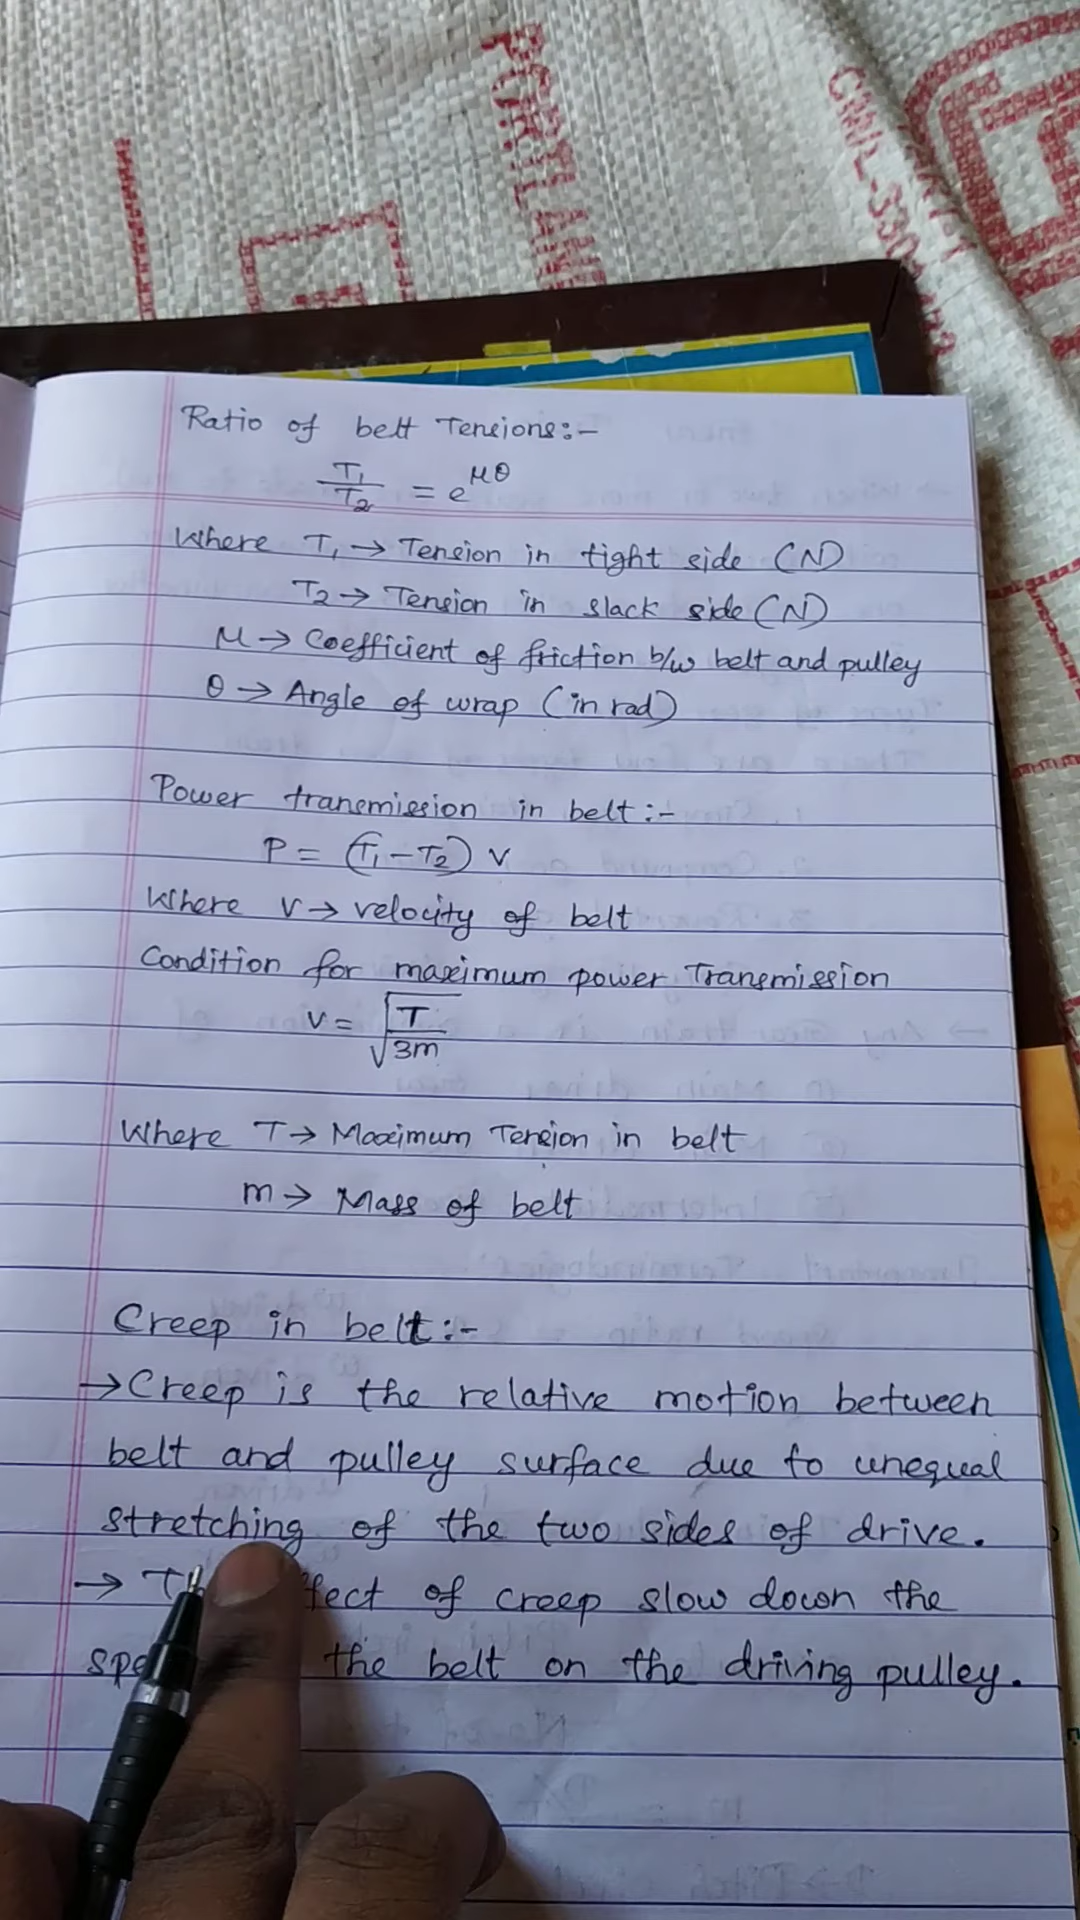 PORTLAND
Ratio of belt Tensions:-
T₁/T₂ = e^μθ
Where T₁ → Tension in tight side (N)
T₂ → Tension in slack side (N)
μ → Coefficient of friction b/w belt and pulley
θ → Angle of wrap (in rad)
Power transmission in belt :-
P = (T₁ - T₂) v
Where v → velocity of belt
Condition for maximum power Transmission
v = √(T/3m)
Where T → Maximum Tension in belt
m → Mass of belt
Creep in belt :-
→ Creep is the relative motion between
belt and pulley surface due to unequal
stretching of the two sides of drive.
→ of creep slow down the
the belt on the driving pulley.